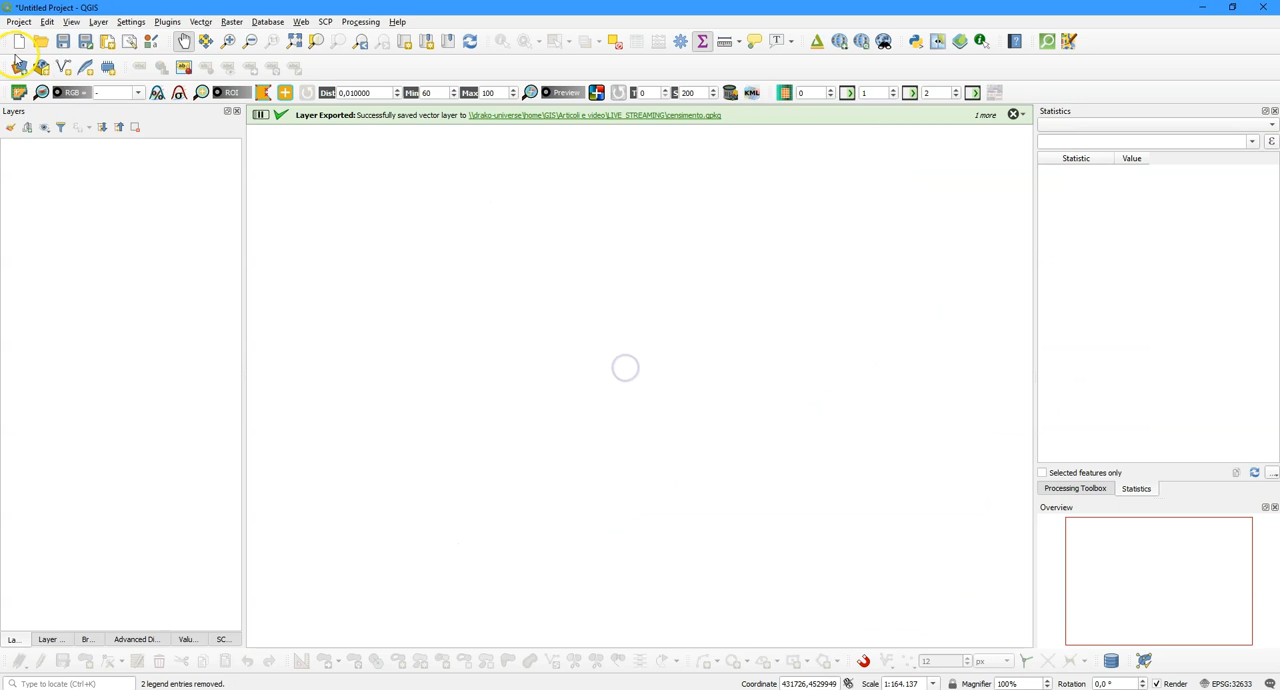 *Untitled Project - QGIS
Project Edit View Layer Settings Plugins Vector Raster Database Web SCP Processing Help
RGB = - ROI Dist 0,010000 Min 60 Max 100 Preview T 0 S 200 KML 0 1 2
Layers
Layer Exported: Successfully saved vector layer to \\drako-universe\home\GIS\Articoli e video\LIVE_STREAMING\censimento.gpkg 1 more
Statistics
Statistic Value
Selected features only
Processing Toolbox Statistics
Overview
La... Layer ... Br... Advanced Di... Valu... SC...
12 px
Type to locate (Ctrl+K) 2 legend entries removed. Coordinate 431726,4529949 Scale 1:164.137 Magnifier 100% Rotation 0,0 ° Render EPSG:32633